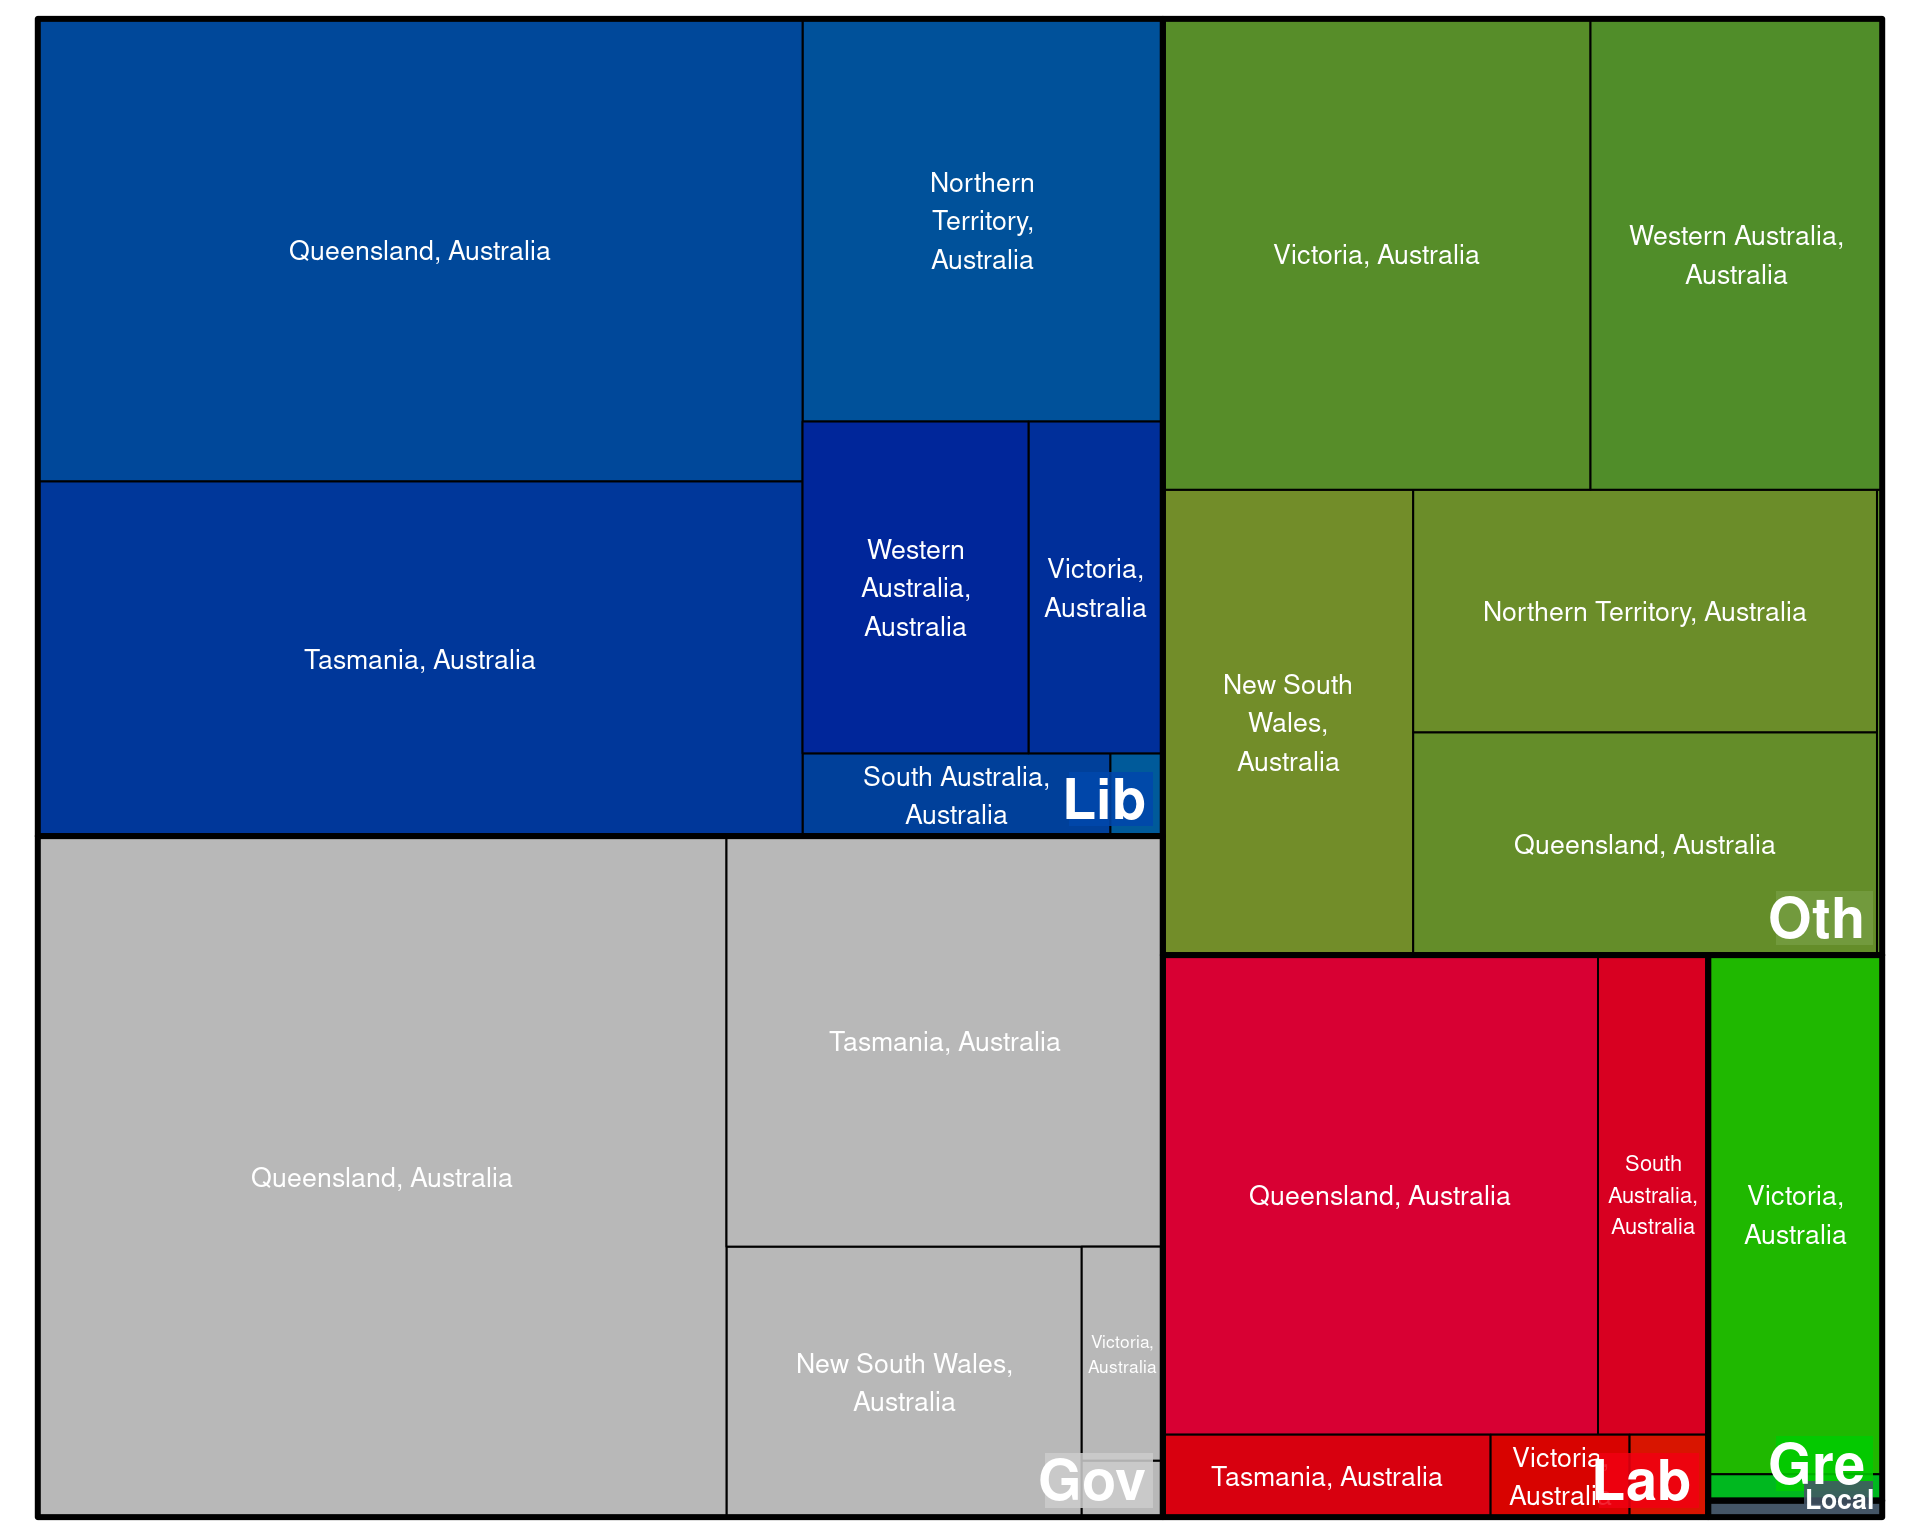 Queensland, Australia
Northern
Territory,
Australia
Tasmania, Australia
Western
Australia,
Australia
Victoria,
Australia
South Australia,
Australia
Lib
Victoria, Australia
Western Australia,
Australia
New South
Wales,
Australia
Northern Territory, Australia
Queensland, Australia
Oth
Queensland, Australia
Tasmania, Australia
New South Wales,
Australia
Victoria,
Australia
Gov
Queensland, Australia
South
Australia,
Australia
Tasmania, Australia
Victoria,
Australia
Lab
Victoria,
Australia
Gre
Local